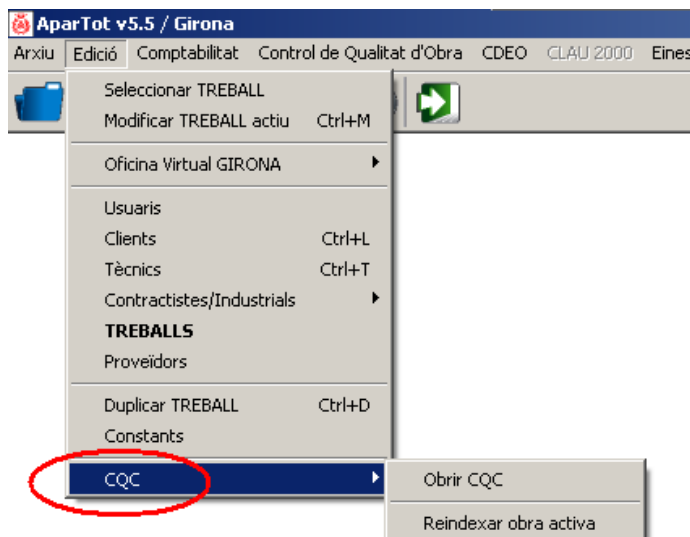 AparTot v5.5 / Girona
Arxiu Edició Comptabilitat Control de Qualitat d'Obra CDEO CLAU 2000 Eines
Seleccionar TREBALL
Modificar TREBALL actiu Ctrl+M
Oficina Virtual GIRONA
Usuaris
Clients Ctrl+L
Tècnics Ctrl+T
Contractistes/Industrials
TREBALLS
Proveïdors
Duplicar TREBALL Ctrl+D
Constants
CQC
Obrir CQC
Reindexar obra activa